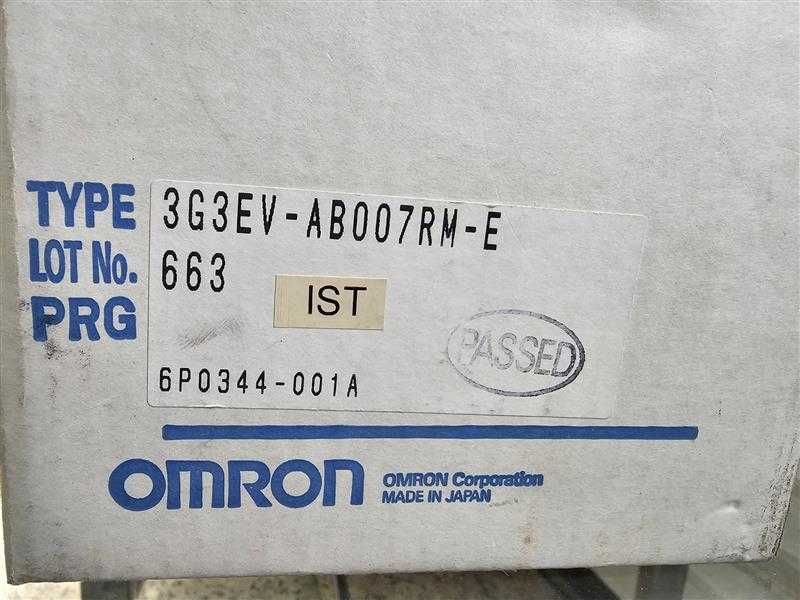 TYPE 3G3EV-AB007RM-E
LOT No. 663
IST
PRG
PASSED
6P0344-001A
OMRON OMRON Corporation
MADE IN JAPAN